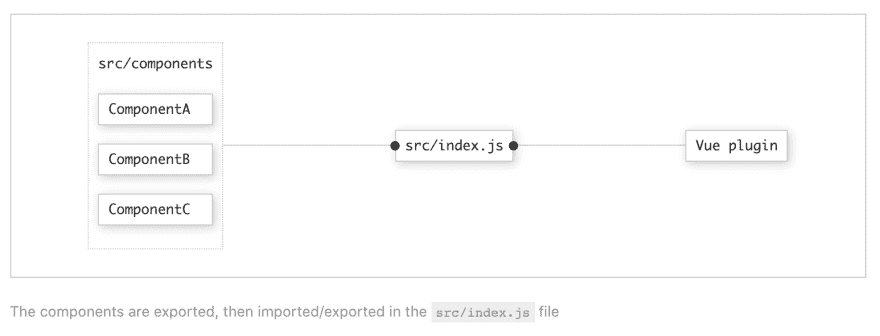 src/components
ComponentA
ComponentB
ComponentC
src/index.js
Vue plugin
The components are exported, then imported/exported in the src/index.js file